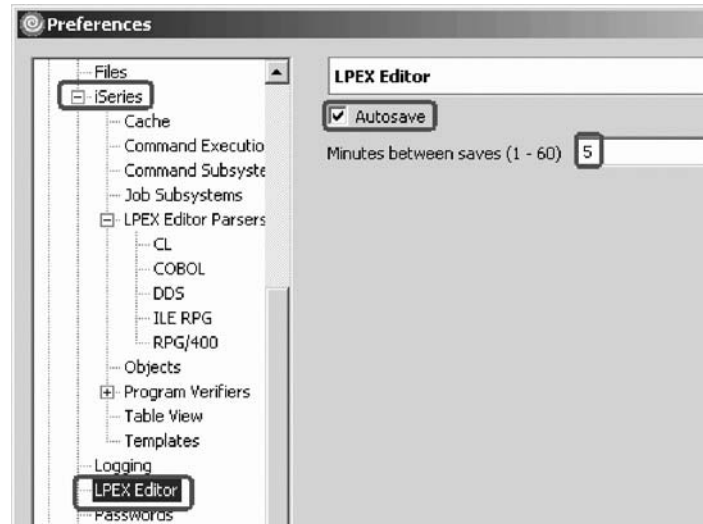 Preferences
Files
iSeries
Cache
Command Executio
Command Subsyste
Job Subsystems
LPEX Editor Parsers
CL
COBOL
DDS
ILE RPG
RPG/400
Objects
Program Verifiers
Table View
Templates
Logging
LPEX Editor
Passwords
LPEX Editor
Autosave
Minutes between saves (1 - 60) 5